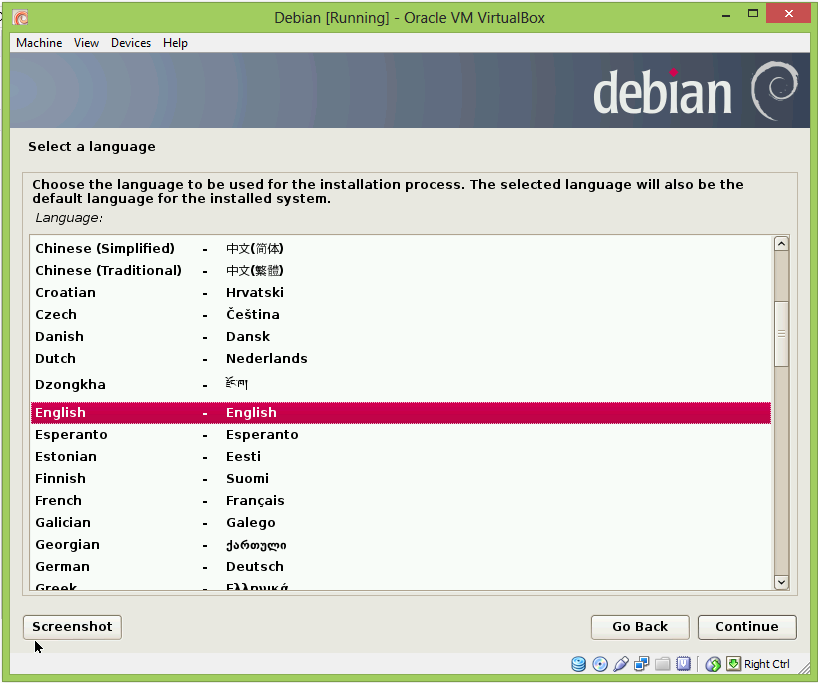 Debian [Running] - Oracle VM VirtualBox
Machine View Devices Help
debian
Select a language
Choose the language to be used for the installation process. The selected language will also be the
default language for the installed system.
Language:
Chinese (Simplified) - 中文(简体)
Chinese (Traditional) - 中文(繁體)
Croatian - Hrvatski
Czech - Čeština
Danish - Dansk
Dutch - Nederlands
Dzongkha - རྫོང་ཁ།
English - English
Esperanto - Esperanto
Estonian - Eesti
Finnish - Suomi
French - Français
Galician - Galego
Georgian - ქართული
German - Deutsch
Greek - Ελληνικά
Screenshot Go Back Continue
Right Ctrl